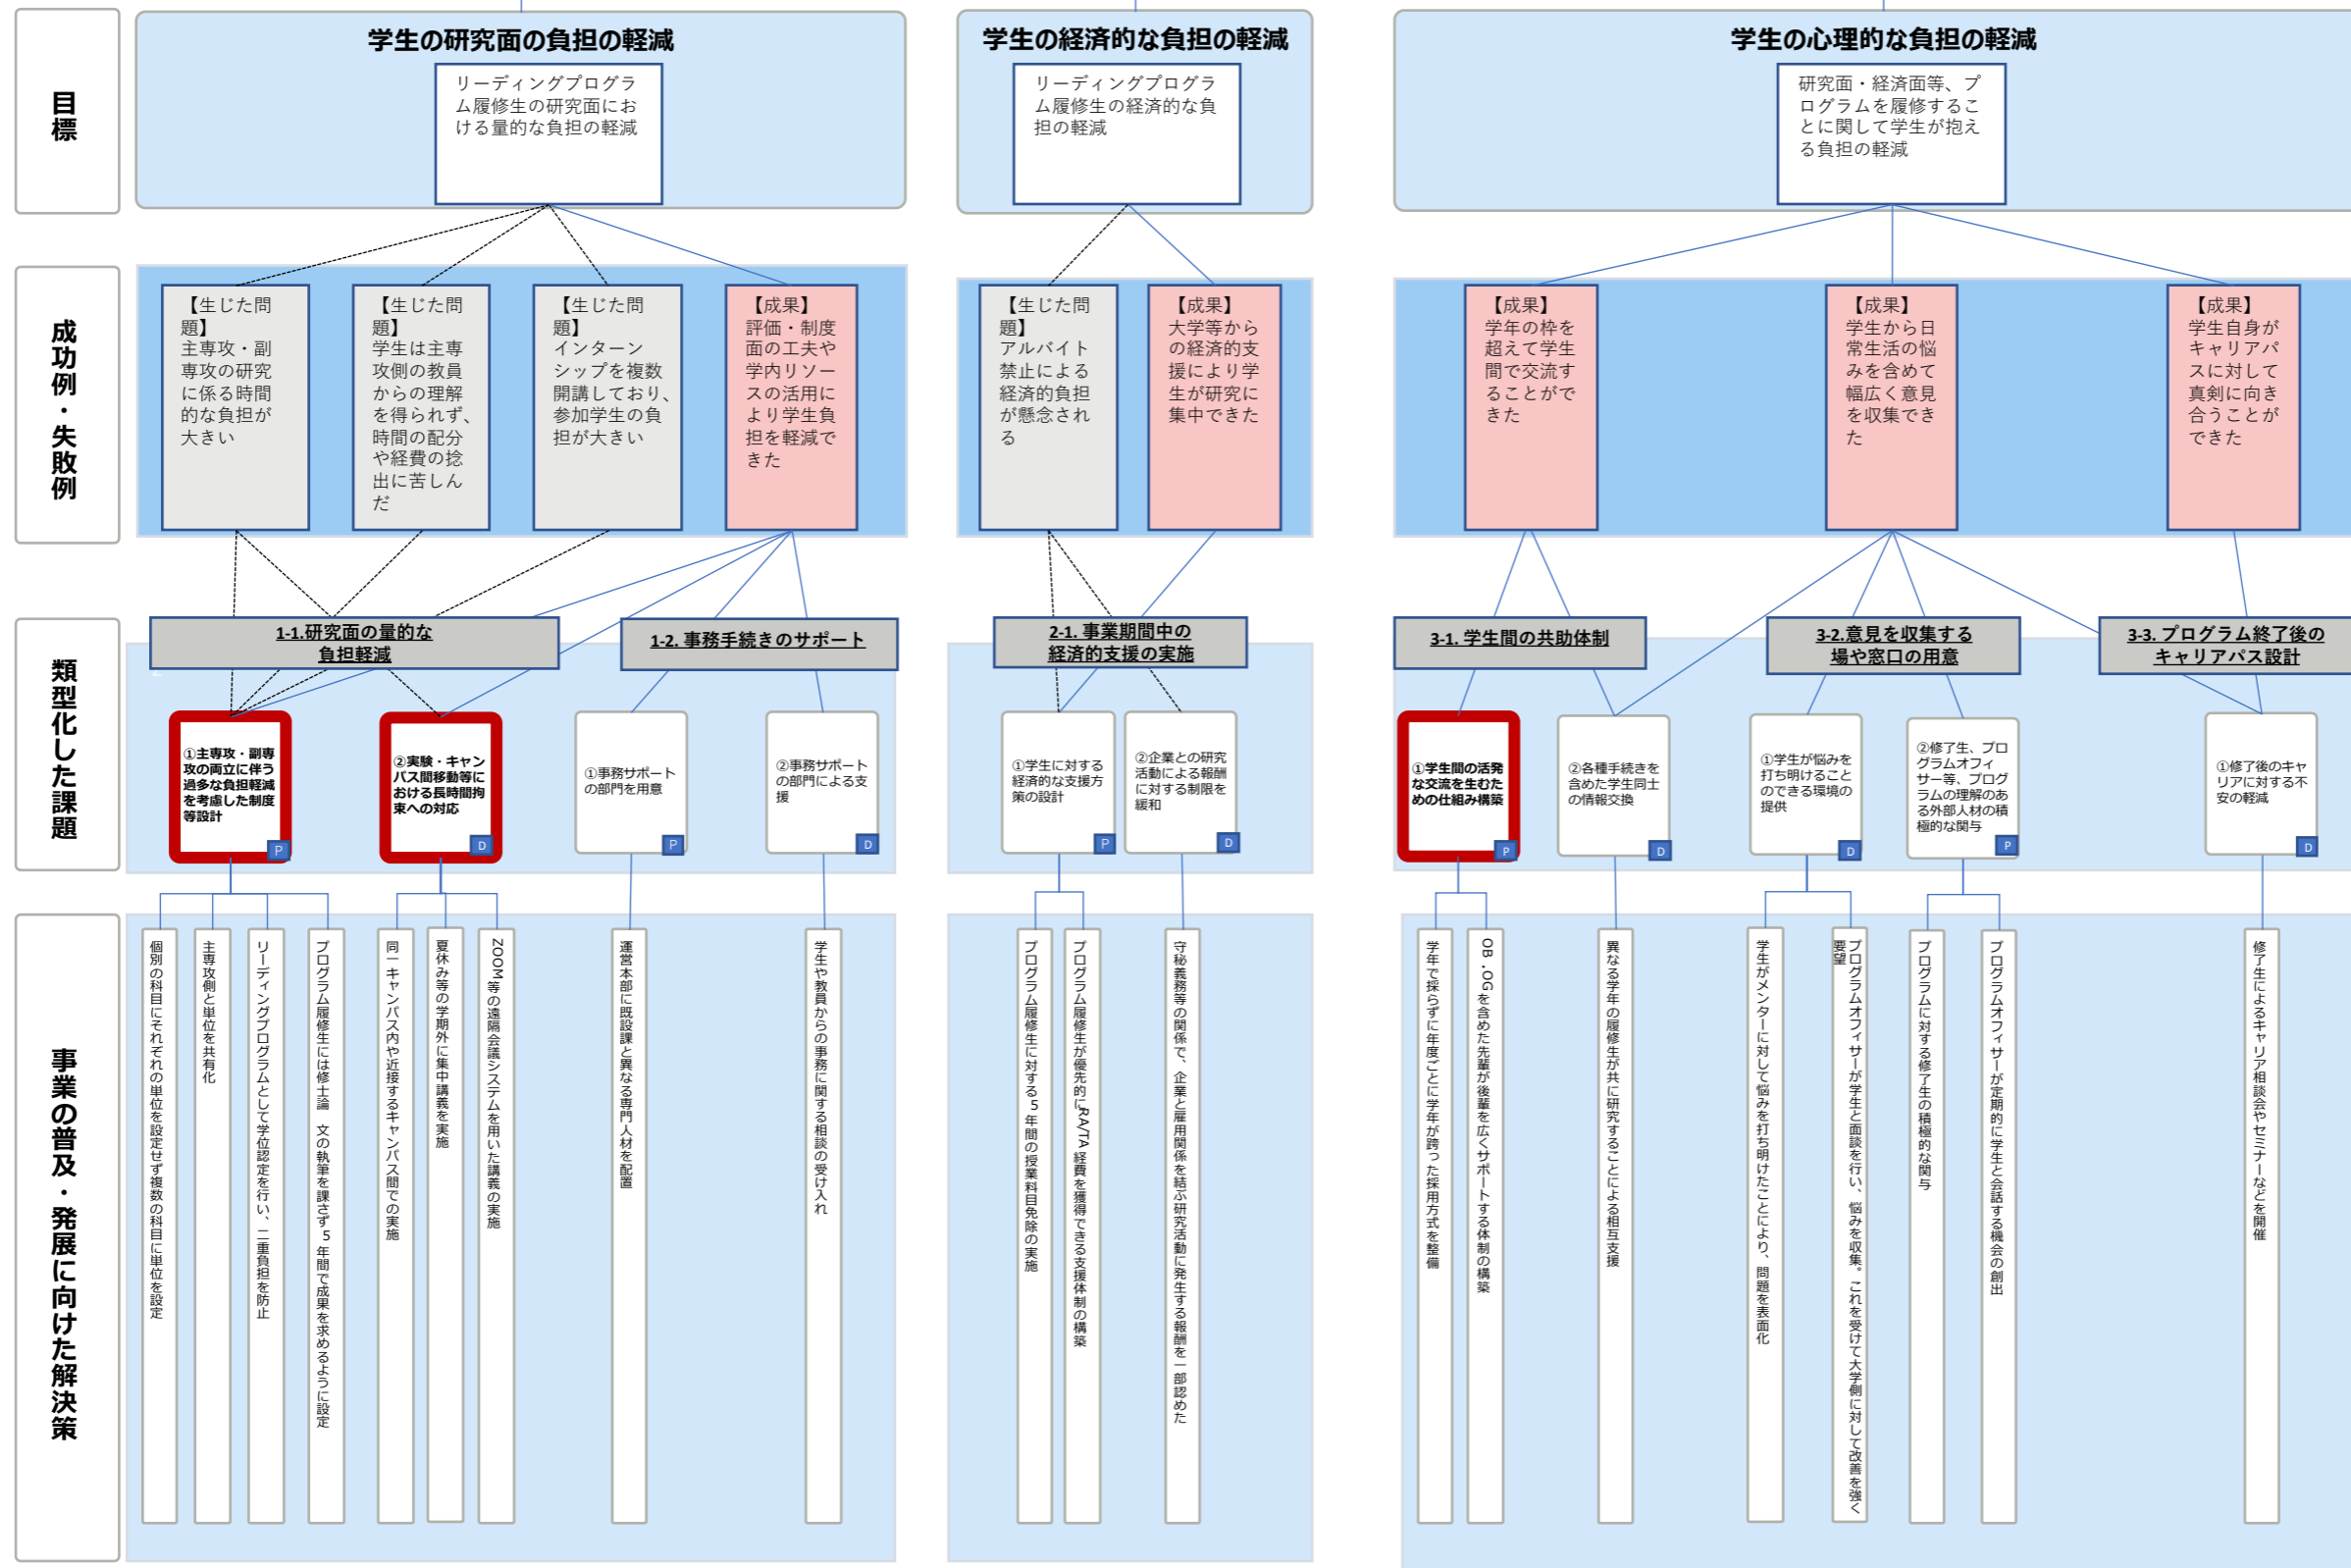 目標
学生の研究面の負担の軽減
リーディングプログラ
ム履修生の研究面にお
ける量的な負担の軽減
学生の経済的な負担の軽減
リーディングプログラ
ム履修生の経済的な負
担の軽減
学生の心理的な負担の軽減
研究面・経済面等、プ
ログラムを履修するこ
とに関して学生が抱え
る負担の軽減
成功例・失敗例
【生じた問
題】
主専攻・副
専攻の研究
に係る時間
的な負担が
大きい
【生じた問
題】
学生は主専
攻側の教員
からの理解
を得られず、
時間の配分
や経費の捻
出に苦しん
だ
【生じた問
題】
インターン
シップを複数
開講しており、
参加学生の負
担が大きい
【成果】
評価・制度
面の工夫や
学内リソー
スの活用に
より学生負
担を軽減で
きた
【生じた問
題】
アルバイト
禁止による
経済的負担
が懸念され
る
【成果】
大学等から
の経済的支
援により学
生が研究に
集中できた
【成果】
学年の枠を
超えて学生
間で交流す
ることがで
きた
【成果】
学生から日
常生活の悩
みを含めて
幅広く意見
を収集でき
た
【成果】
学生自身が
キャリアパ
スに対して
真剣に向き
合うことが
できた
類型化した課題
1-1.研究面の量的な
負担軽減
1-2. 事務手続きのサポート
2-1. 事業期間中の
経済的支援の実施
3-1. 学生間の共助体制
3-2.意見を収集する
場や窓口の用意
3-3. プログラム終了後の
キャリアパス設計
①主専攻・副専
攻の両立に伴う
過多な負担軽減
を考慮した制度
等設計
P
②実験・キャン
パス間移動等に
おける長時間拘
束への対応
D
①事務サポート
の部門を用意
P
②事務サポート
の部門による支
援
D
①学生に対する
経済的な支援方
策の設計
P
②企業との研究
活動による報酬
に対する制限を
緩和
D
①学生間の活発
な交流を生むた
めの仕組み構築
P
②各種手続きを
含めた学生同士
の情報交換
D
①学生が悩みを
打ち明けること
のできる環境の
提供
D
②修了生、プロ
グラムオフィ
サー等、プログ
ラムの理解のあ
る外部人材の積
極的な関与
P
①修了後のキャ
リアに対する不
安の軽減
D
事業の普及・発展に向けた解決策
個別の科目にそれぞれの単位を設定せず複数の科目に単位を設定
主専攻側と単位を共有化
リーディングプログラムとして学位認定を行い、二重負担を防止
プログラム履修生には修士論　文の執筆を課さず５年間で成果を求めるように設定
同一キャンパス内や近接するキャンパス間での実施
夏休み等の学期外に集中講義を実施
ZOOM等の遠隔会議システムを用いた講義の実施
運営本部に既設課と異なる専門人材を配置
学生や教員からの事務に関する相談の受け入れ
プログラム履修生に対する５年間の授業科目免除の実施
プログラム履修生が優先的にRA/TA経費を獲得できる支援体制の構築
守秘義務等の関係で、企業と雇用関係を結ぶ研究活動に発生する報酬を一部認めた
学年で採らずに年度ごとに学年が跨った採用方式を整備
OB．OGを含めた先輩が後輩を広くサポートする体制の構築
異なる学年の履修生が共に研究することによる相互支援
学生がメンターに対して悩みを打ち明けたことにより、問題を表面化
プログラムオフィサーが学生と面談を行い、悩みを収集。これを受けて大学側に対して改善を強く
要望
プログラムに対する修了生の積極的な関与
プログラムオフィサーが定期的に学生と会話する機会の創出
修了生によるキャリア相談会やセミナーなどを開催